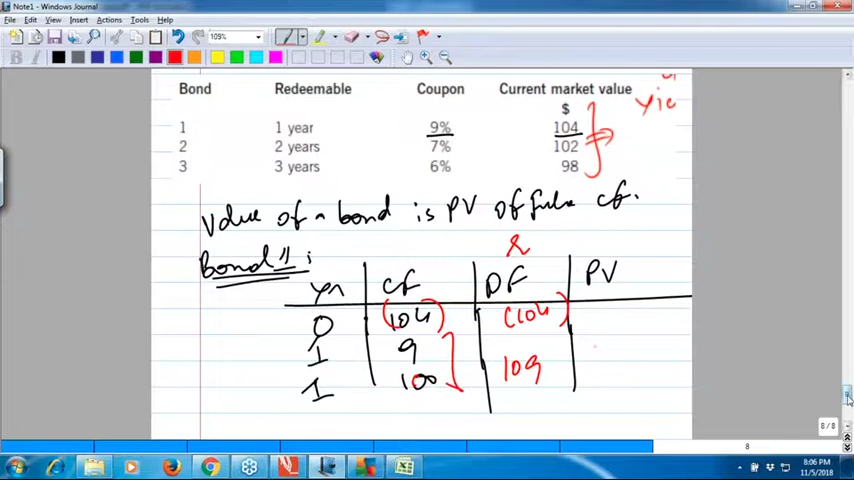 Note1 - Windows Journal
File Edit View Insert Actions Tools Help
109%
Bond Redeemable Coupon Current market value
$
1 1 year 9% 104
2 2 years 7% 102
3 3 years 6% 98
Yie
Value of a bond is PV of future cf.
Bond 1 :
yr cf DF PV
0 (104) (104)
1 9
109
1 100
8/8
8
8:06 PM
11/5/2018